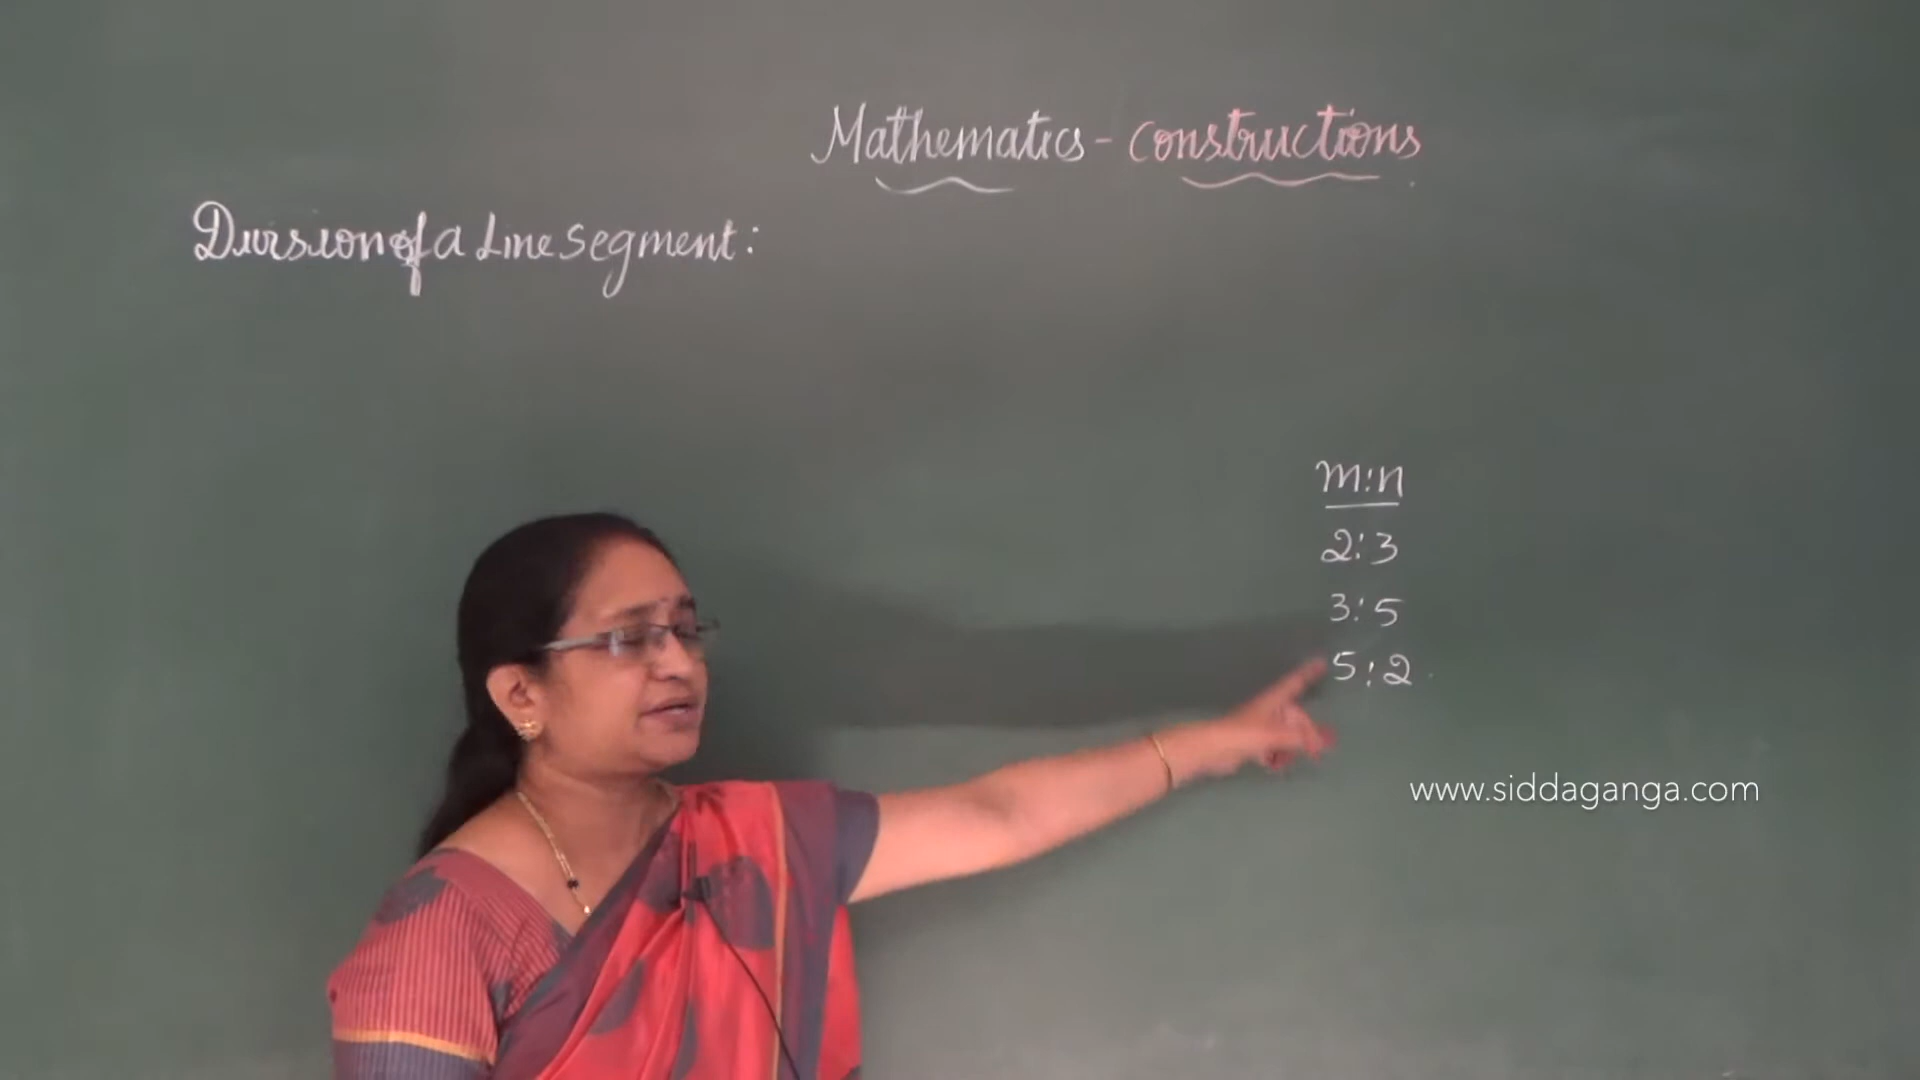 Mathematics - Constructions
Division of a Line Segment:
m:n
2:3
3:5
5:2
www.siddaganga.com